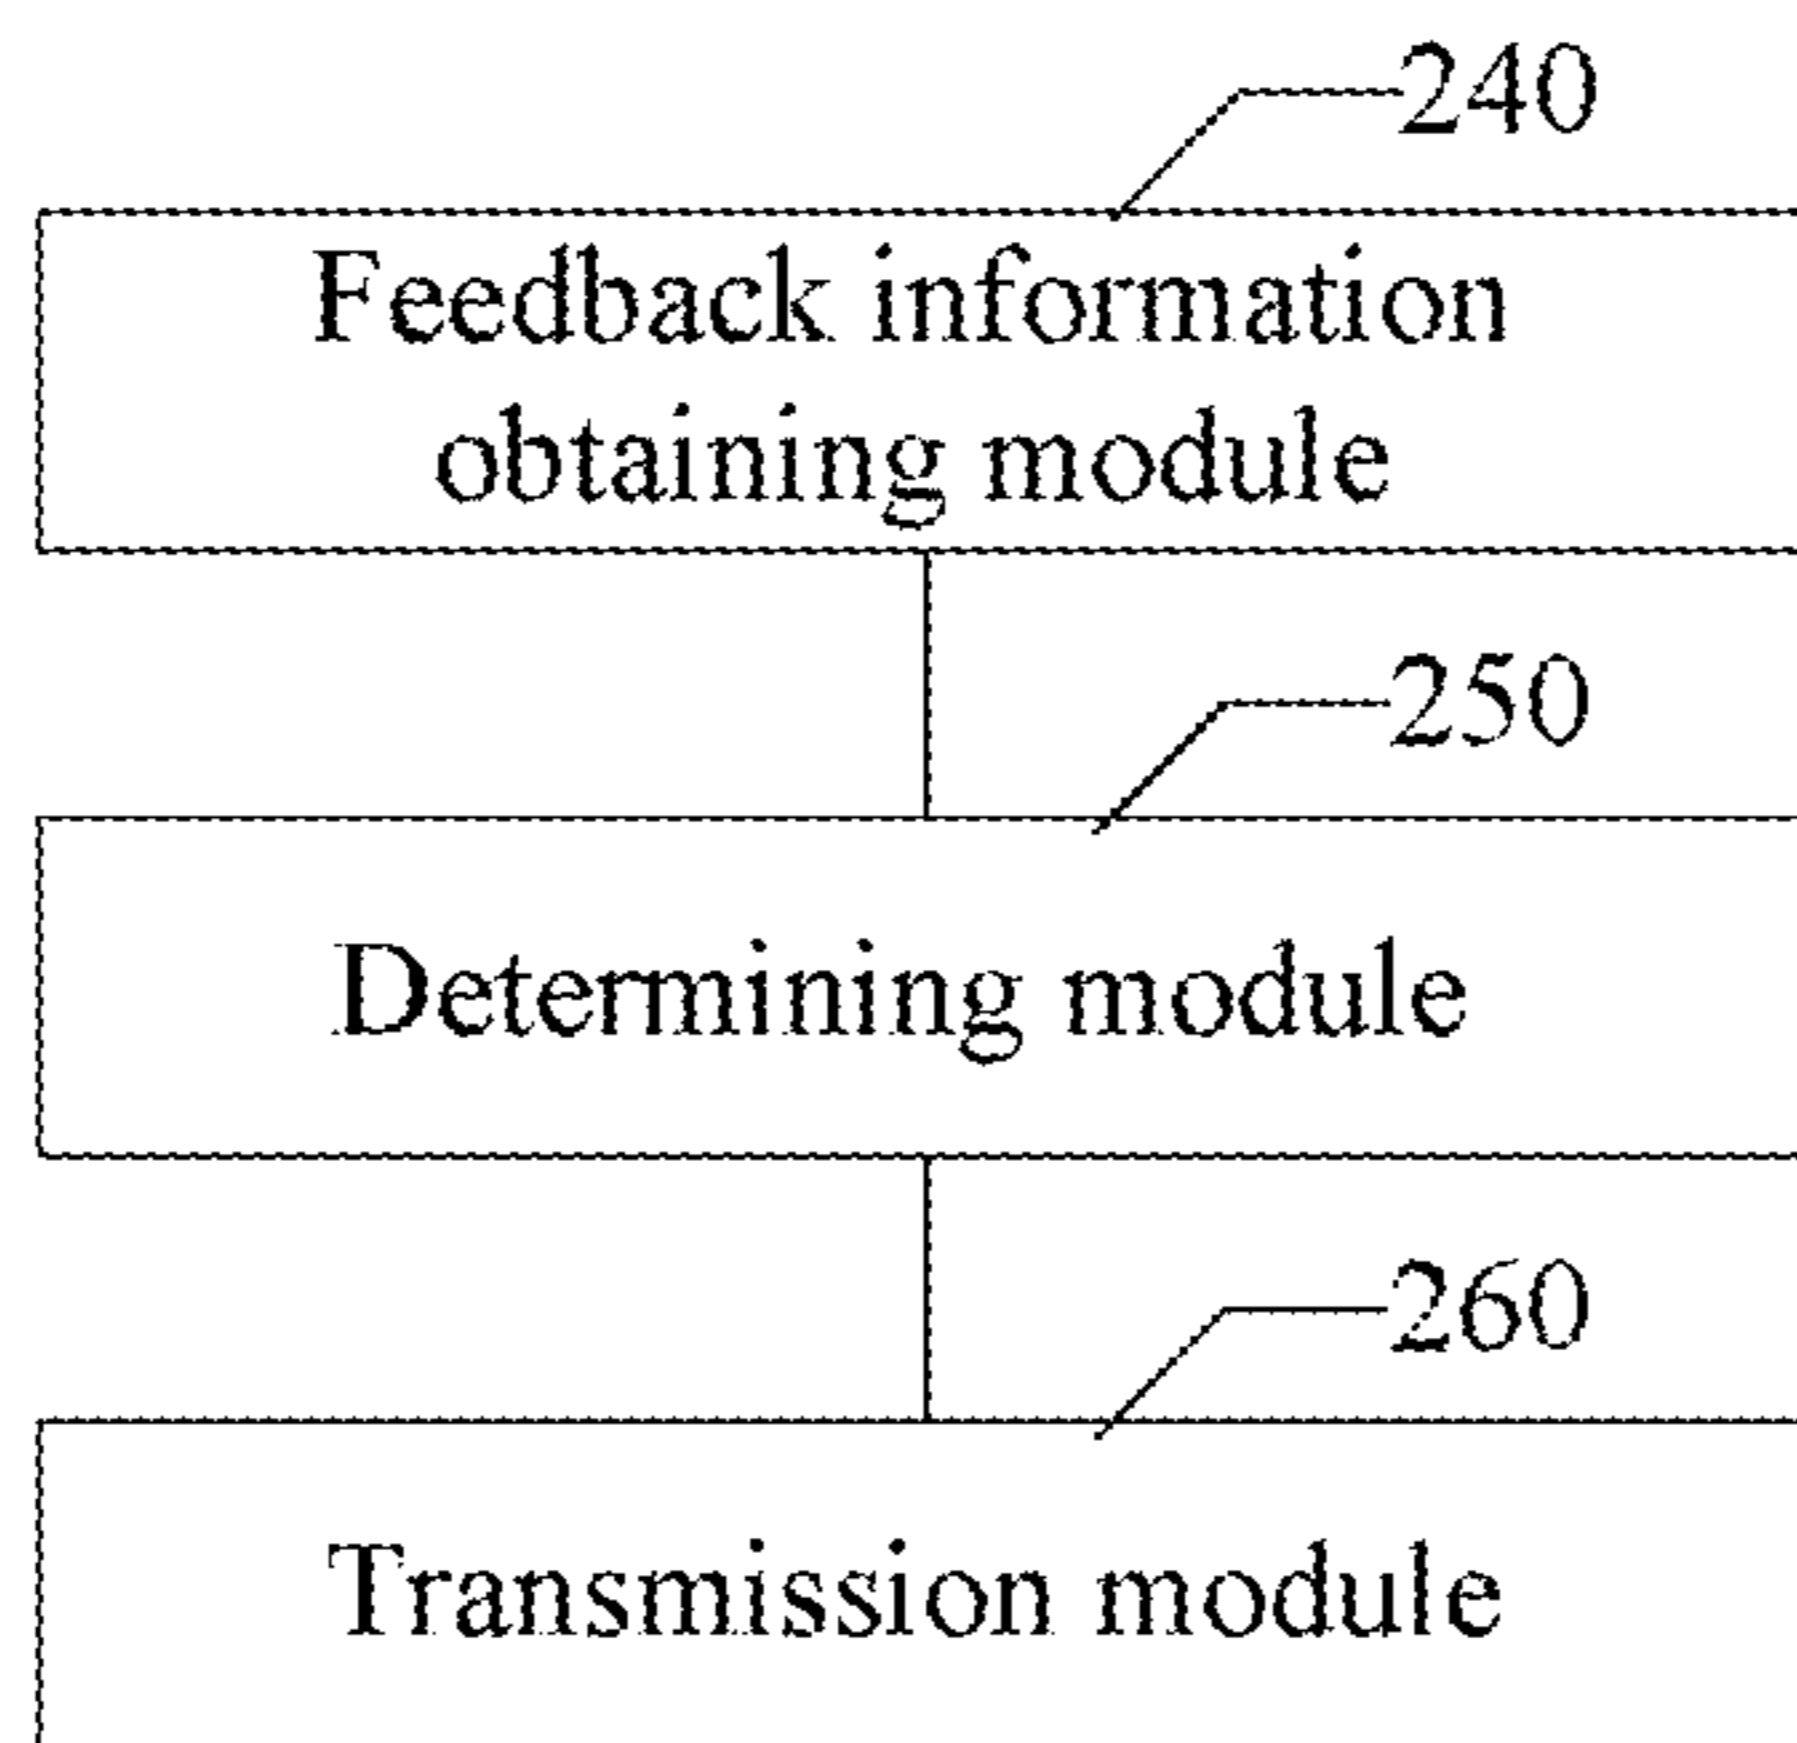 240
Feedback information
obtaining module
250
Determining module
260
Transmission module